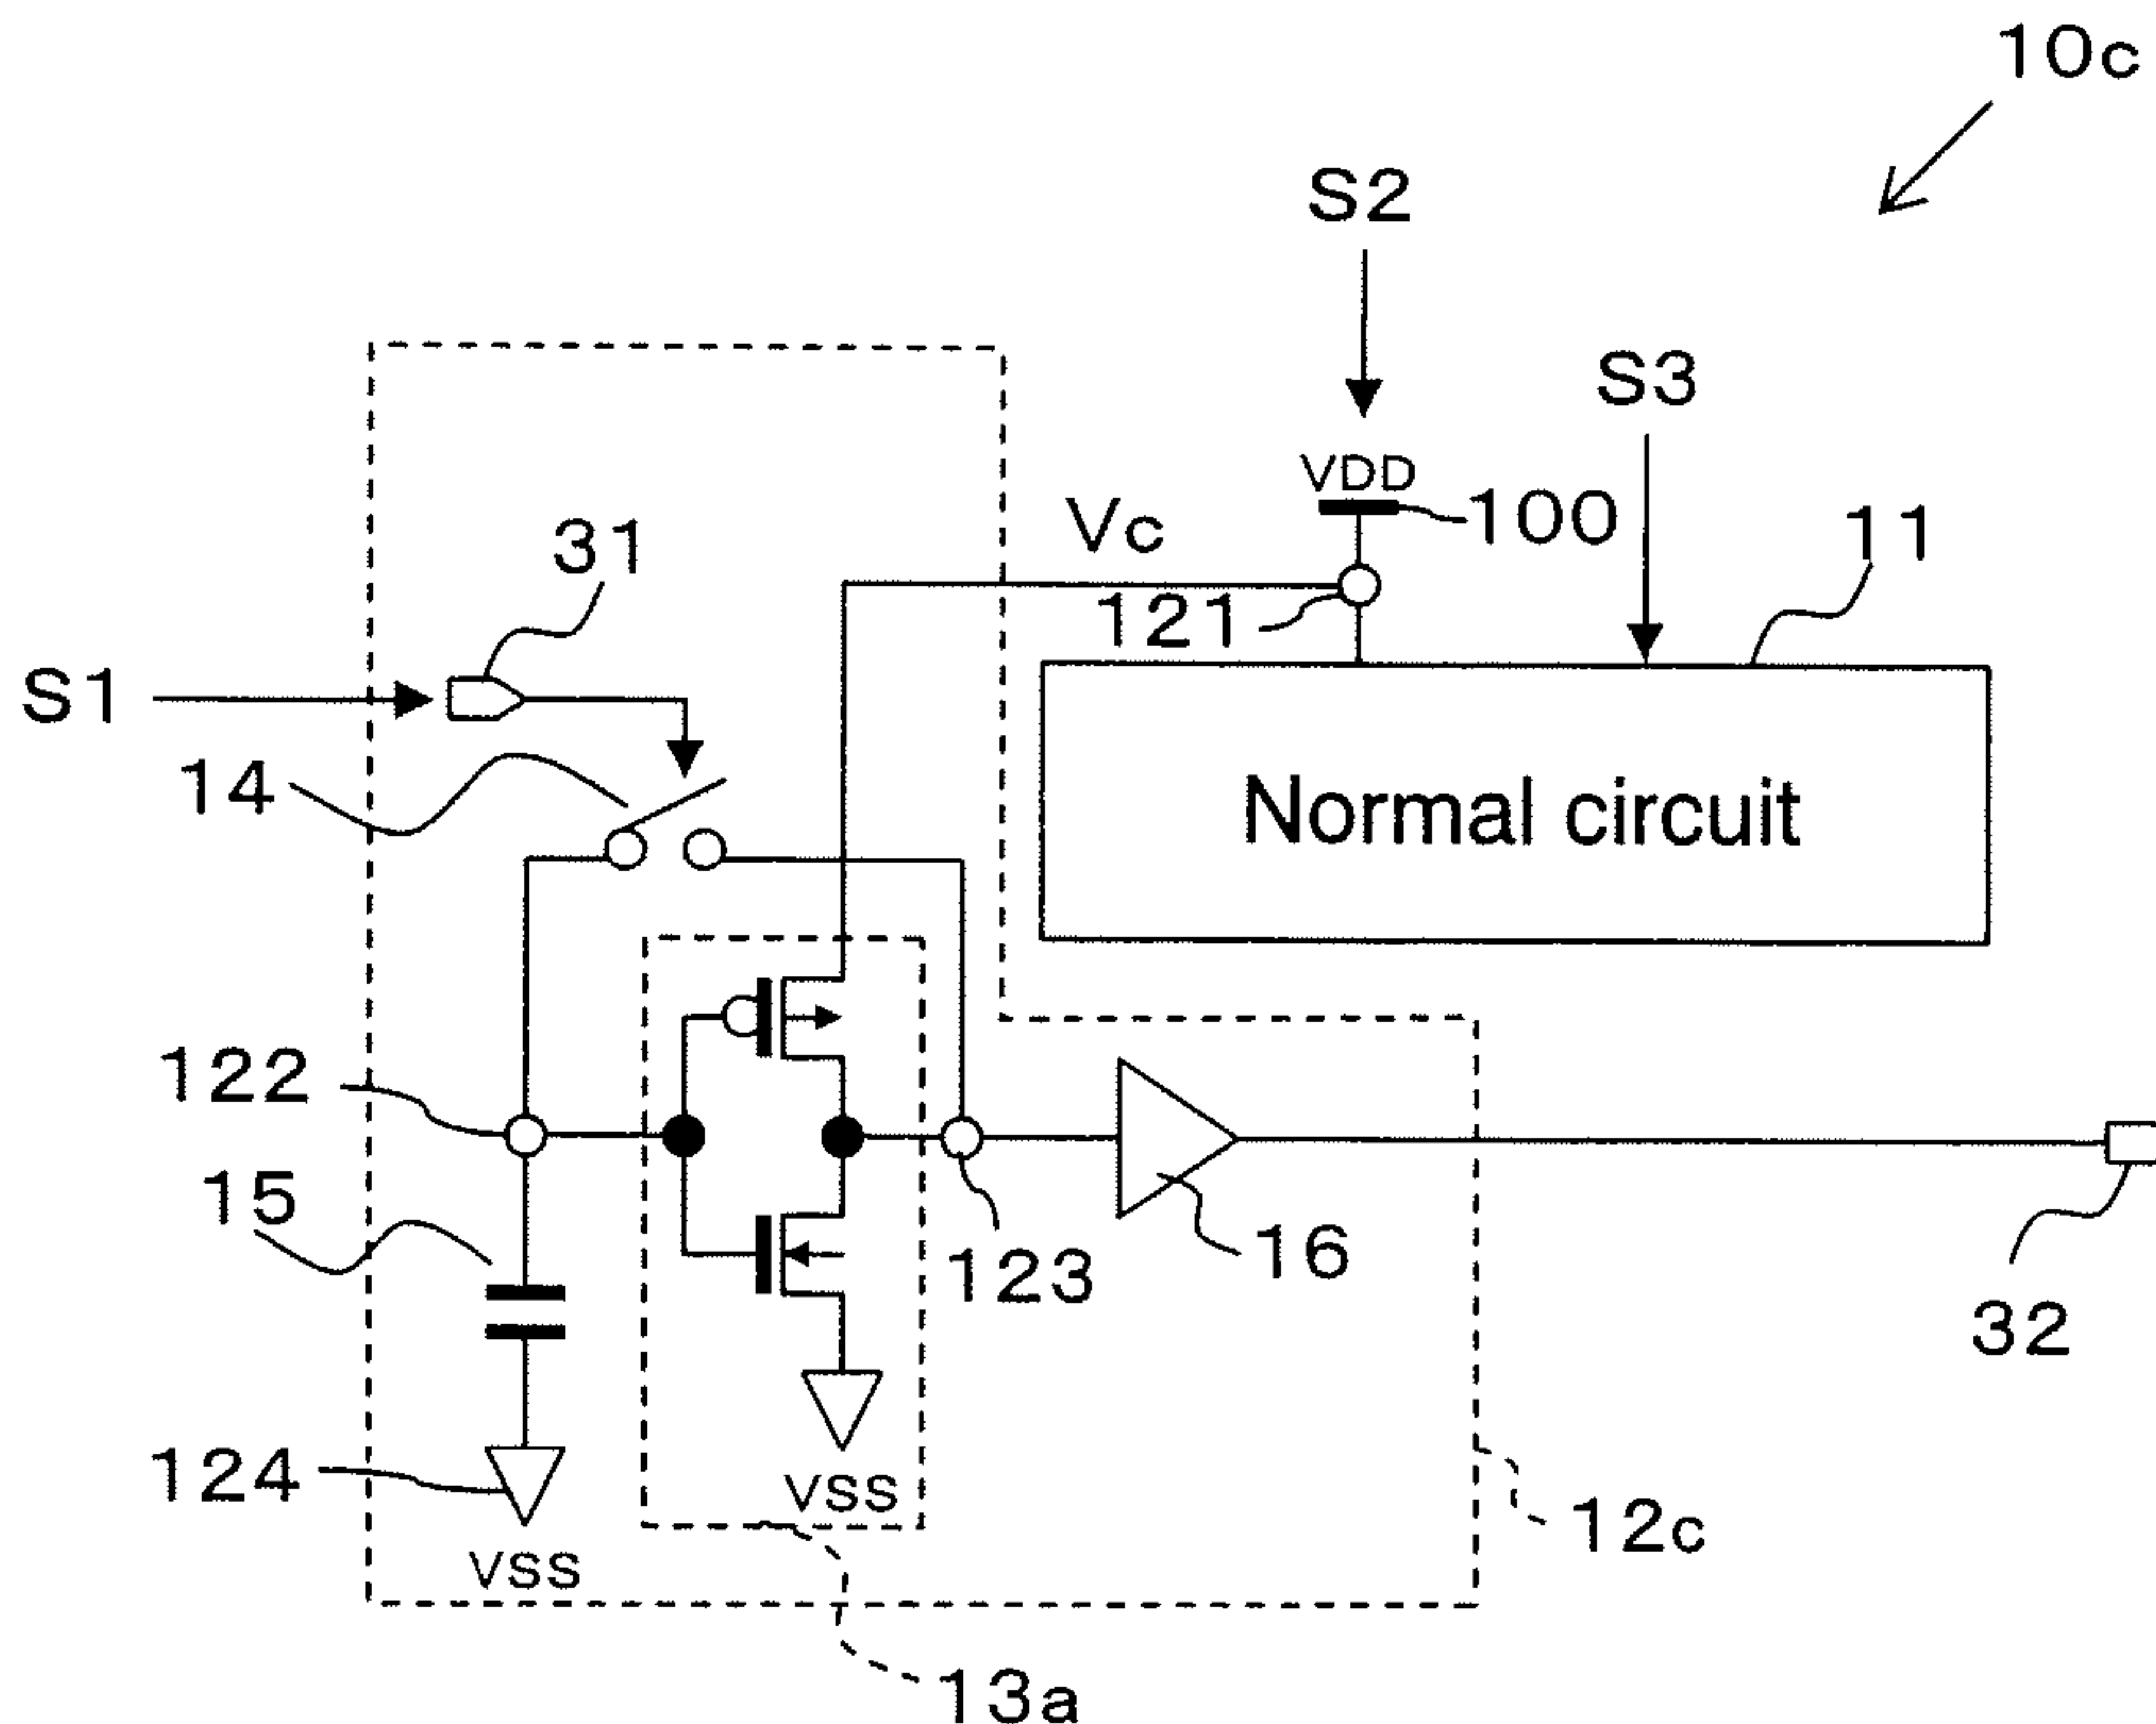 10c
S2
S3
VDD
100
Vc
11
31
121
S1
14
Normal circuit
122
15
16
123
32
124
VSS
12c
VSS
13a